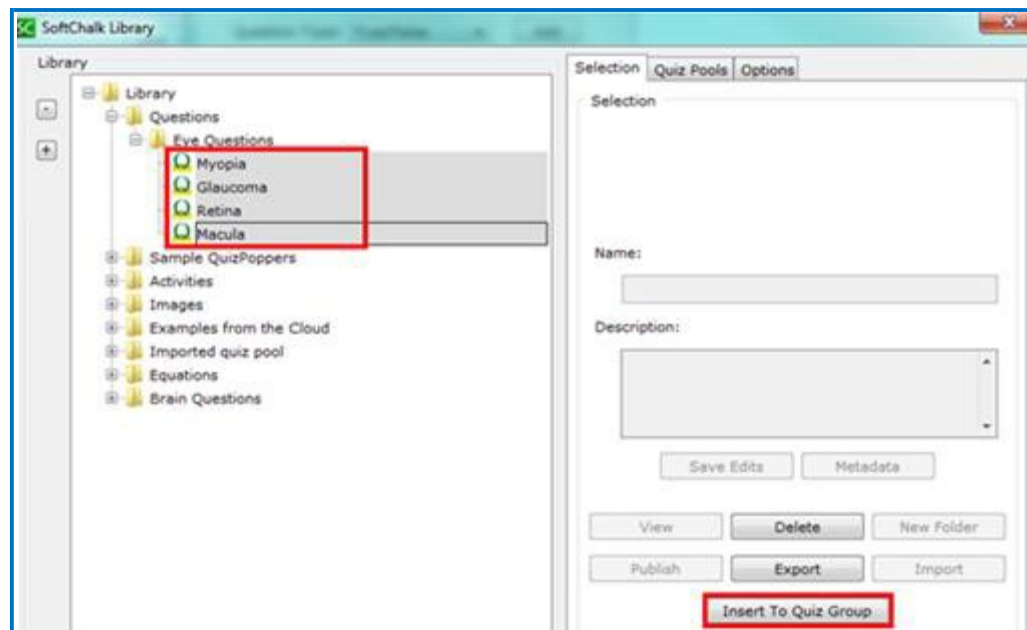 SC SoftChalk Library
Library
Library
Questions
Eye Questions
Myopia
Glaucoma
Retina
Macula
Sample QuizPoppers
Activities
Images
Examples from the Cloud
Imported quiz pool
Equations
Brain Questions
Selection Quiz Pools Options
Selection
Name:
Description:
Save Edits Metadata
View Delete New Folder
Publish Export Import
Insert To Quiz Group